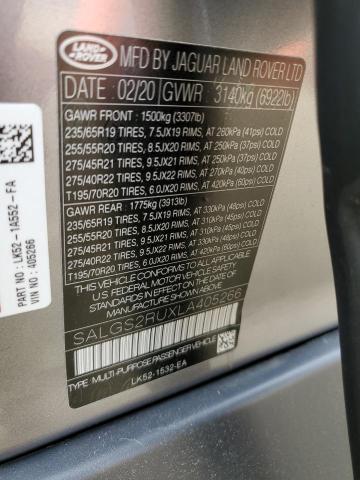 LAND ROVER
MFD BY JAGUAR LAND ROVER LTD
DATE: 02/20 GVWR: 3140kg (6922lb)
GAWR FRONT : 1500kg (3307lb)
235/65R19 TIRES, 7.5JX19 RIMS, AT 280kPa (41psi) COLD
255/55R20 TIRES, 8.5JX20 RIMS, AT 250kPa (37psi) COLD
275/45R21 TIRES, 9.5JX21 RIMS, AT 250kPa (37psi) COLD
275/40R22 TIRES, 9.5JX22 RIMS, AT 270kPa (40psi) COLD
T195/70R20 TIRES, 6.0JX20 RIMS, AT 420kPa (60psi) COLD
GAWR REAR : 1775kg (3913lb)
235/65R19 TIRES, 7.5JX19 RIMS, AT 330kPa (48psi) COLD
255/55R20 TIRES, 8.5JX20 RIMS, AT 310kPa (45psi) COLD
275/45R21 TIRES, 9.5JX21 RIMS, AT 310kPa (45psi) COLD
275/40R22 TIRES, 9.5JX22 RIMS, AT 330kPa (48psi) COLD
T195/70R20 TIRES, 6.0JX20 RIMS, AT 420kPa (60psi) COLD
THIS VEHICLE CONFORMS TO ALL APPLICABLE
FEDERAL MOTOR VEHICLE SAFETY, BUMPER, AND THEFT PREVENTION
STANDARDS IN EFFECT ON THE DATE OF MANUFACTURE
SHOWN ABOVE.
SALGS2RUXLA405266
TYPE: MULTI-PURPOSE PASSENGER VEHICLE
LK52-1532-EA
PART NO : LK52-1A552-FA
VIN NO : 405266